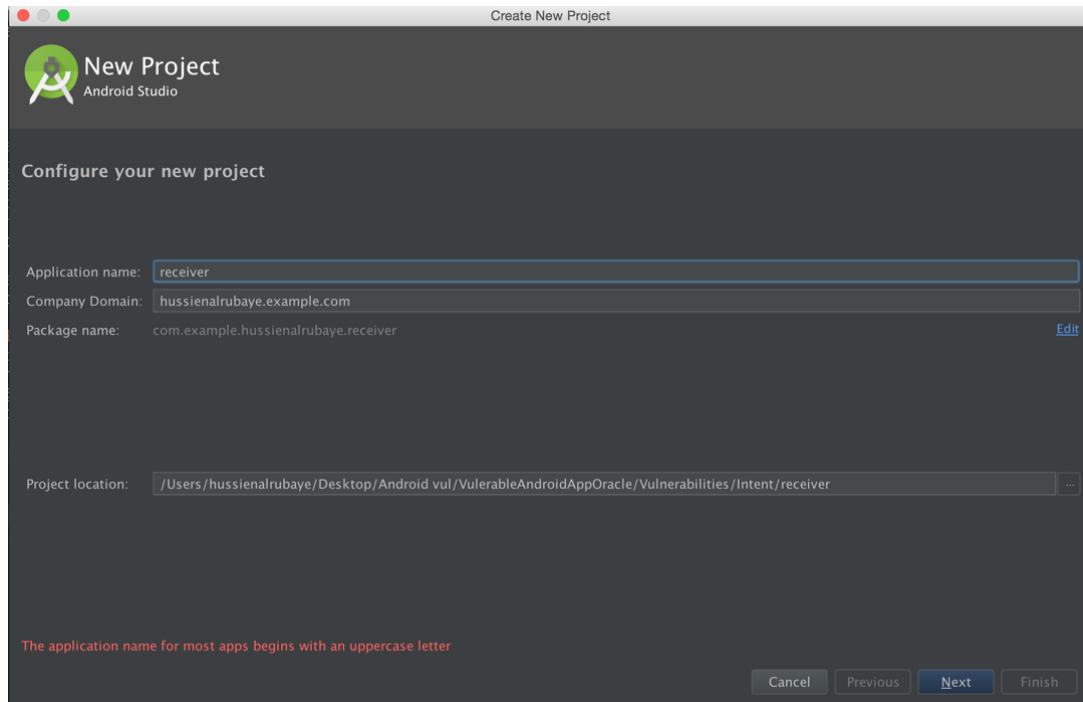 Create New Project
New Project
Android Studio
Configure your new project
Application name: receiver
Company Domain: hussienalrubaye.example.com
Package name: com.example.hussienalrubaye.receiver Edit
Project location: /Users/hussienalrubaye/Desktop/Android vul/VulerableAndroidAppOracle/Vulnerabilities/Intent/receiver ...
The application name for most apps begins with an uppercase letter
Cancel Previous Next Finish